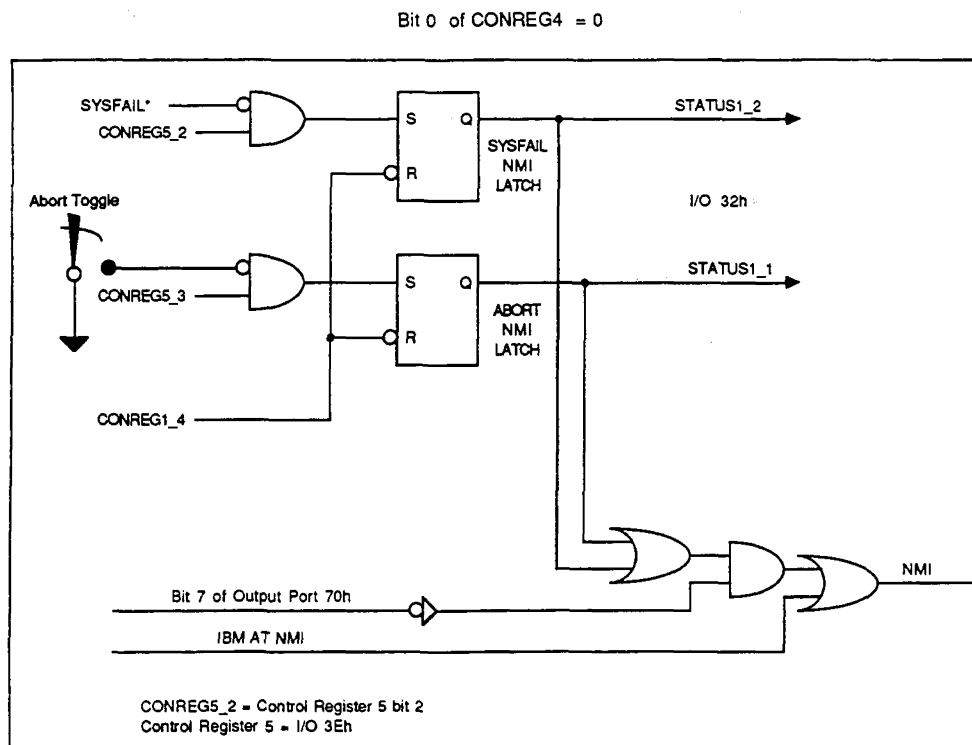 Bit 0 of CONREG4 = 0
SYSFAIL*
CONREG5_2
S Q
R
SYSFAIL
NMI
LATCH
STATUS1_2
I/O 32h
Abort Toggle
CONREG5_3
S Q
R
ABORT
NMI
LATCH
STATUS1_1
CONREG1_4
NMI
Bit 7 of Output Port 70h
IBM AT NMI
CONREG5_2 = Control Register 5 bit 2
Control Register 5 = I/O 3Eh